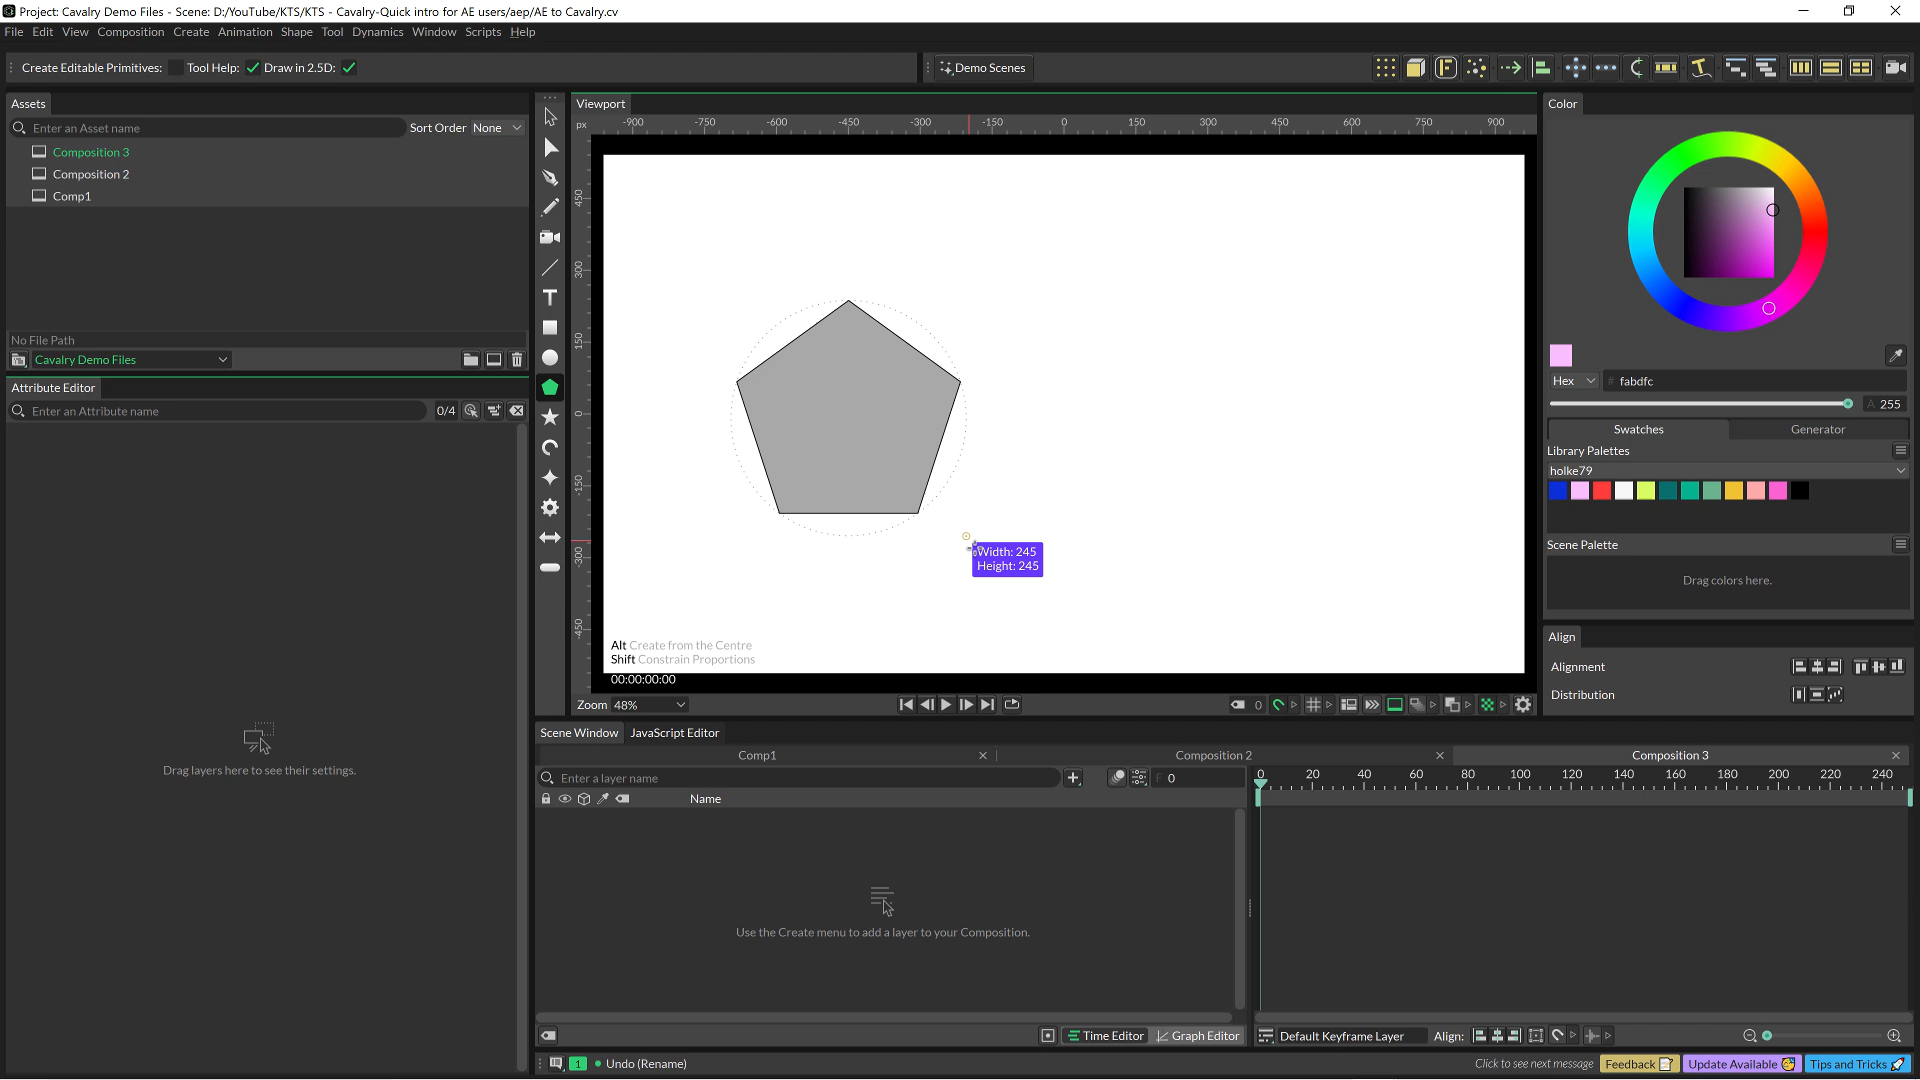 Project: Cavalry Demo Files - Scene: D:/YouTube/KTS/KTS - Cavalry-Quick intro for AE users/aep/AE to Cavalry.cv
File Edit View Composition Create Animation Shape Tool Dynamics Window Scripts Help
Create Editable Primitives: Tool Help: Draw in 2.5D:
Demo Scenes
Assets
Enter an Asset name Sort Order None
Composition 3
Composition 2
Comp1
No File Path
Cavalry Demo Files
Attribute Editor
Enter an Attribute name 0/4
Drag layers here to see their settings.
Viewport
px -900 -750 -600 -450 -300 -150 0 150 300 450 600 750 900
450
300
150
0
-150
-300
-450
Width: 245
Height: 245
Alt Create from the Centre
Shift Constrain Proportions
00:00:00:00
Zoom 48%
0
Color
Hex # fabdfc
A 255
Swatches Generator
Library Palettes
holke79
Scene Palette
Drag colors here.
Align
Alignment
Distribution
Scene Window JavaScript Editor
Comp1 Composition 2 Composition 3
Enter a layer name F 0
0 20 40 60 80 100 120 140 160 180 200 220 240
Name
Use the Create menu to add a layer to your Composition.
Time Editor Graph Editor Default Keyframe Layer Align:
1 Undo (Rename) Click to see next message Feedback Update Available Tips and Tricks